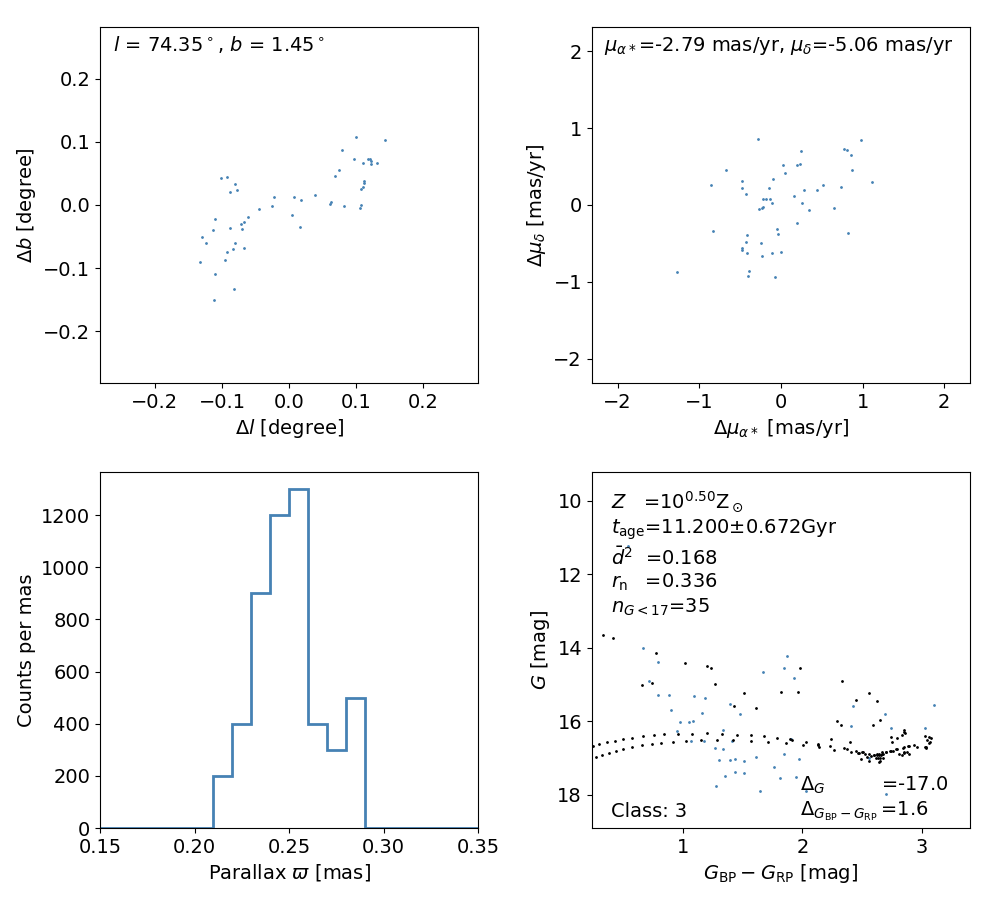 l = 74.35°, b = 1.45°
0.2
0.1
0.0
−0.1
−0.2
Δb [degree]
−0.2
−0.1
0.0
0.1
0.2
Δl [degree]
μα*=-2.79 mas/yr, μδ=-5.06 mas/yr
2
1
0
−1
−2
Δμδ [mas/yr]
−2
−1
0
1
2
Δμα* [mas/yr]
1200
1000
800
600
400
200
0
Counts per mas
0.15
0.20
0.25
0.30
0.35
Parallax ϖ [mas]
Z =10^0.50 Z⊙
t_age=11.200±0.672Gyr
d̄² =0.168
r_n =0.336
n_G<17=35
10
12
14
16
18
G [mag]
Δ_G =-17.0
Δ_G_BP−G_RP =1.6
Class: 3
1
2
3
G_BP − G_RP [mag]